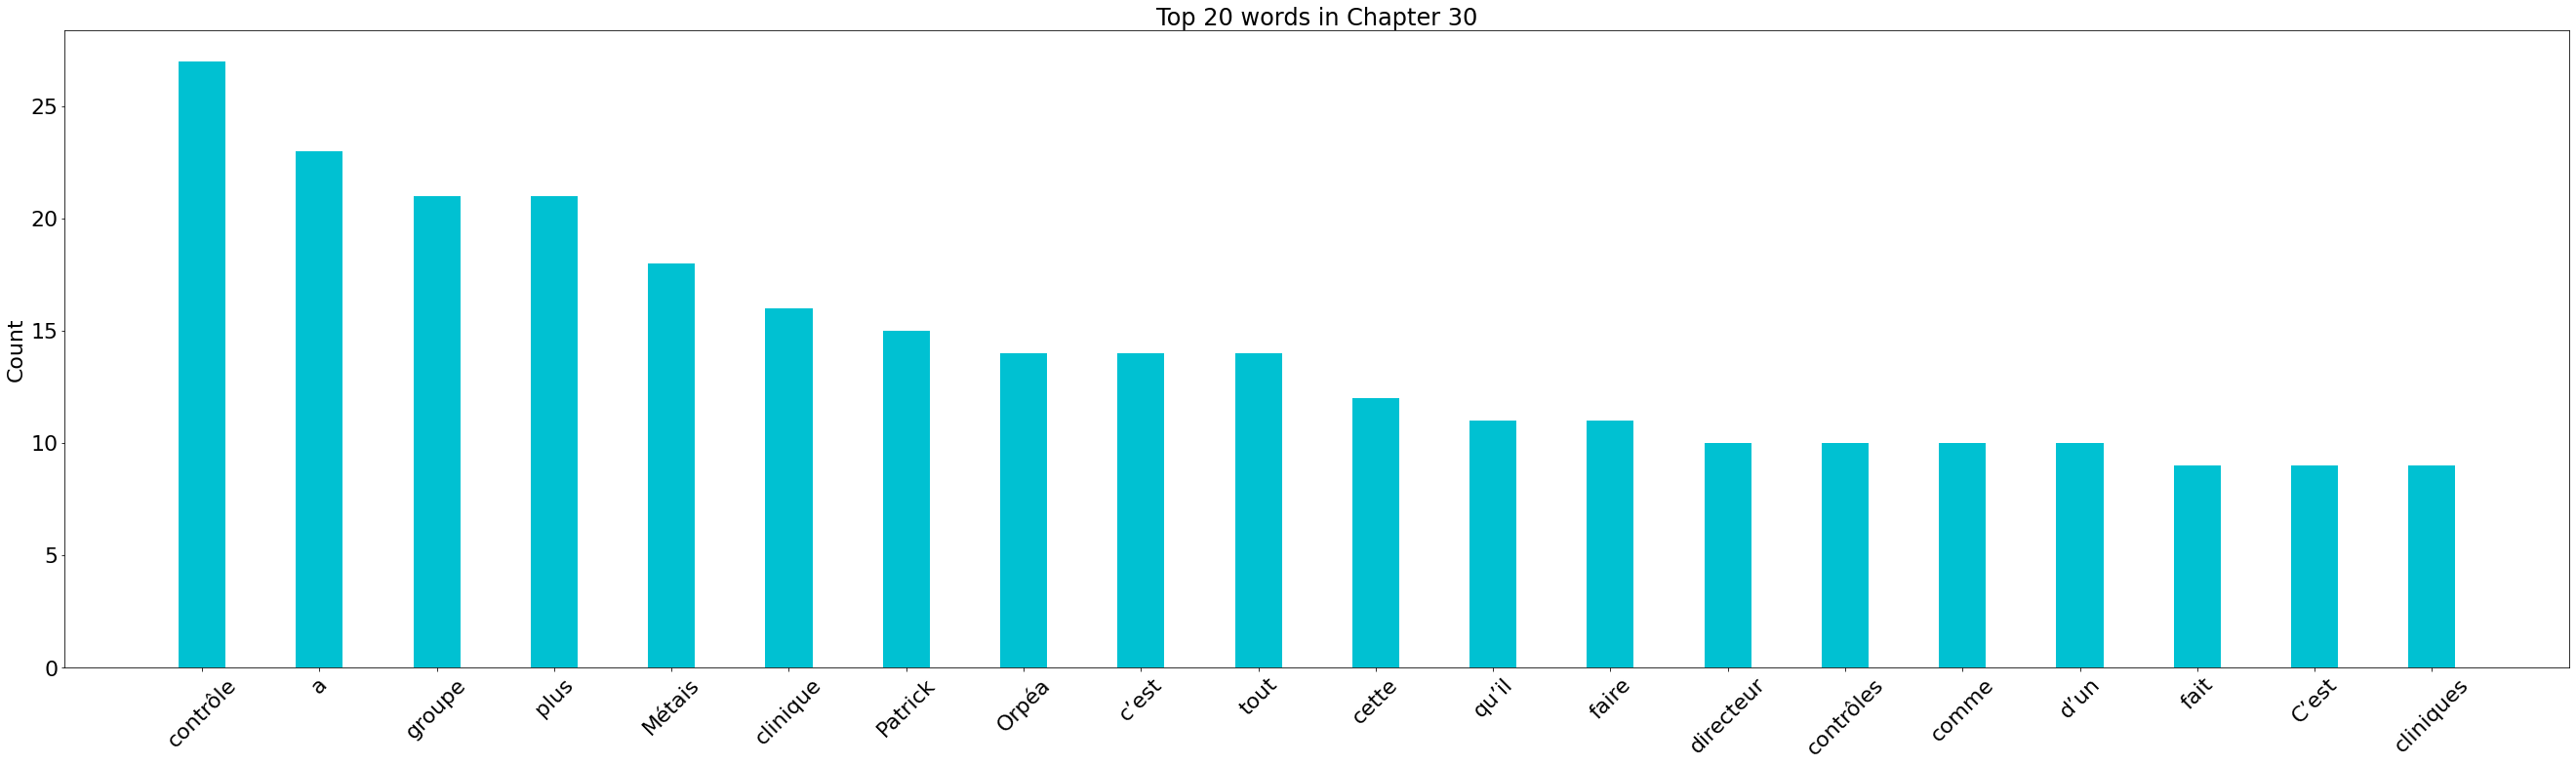 Top 20 words in Chapter 30
Count
25
20
15
10
5
0
contrôle
a
groupe
plus
Métais
clinique
Patrick
Orpéa
c’est
tout
cette
qu’il
faire
directeur
contrôles
comme
d’un
fait
C’est
cliniques